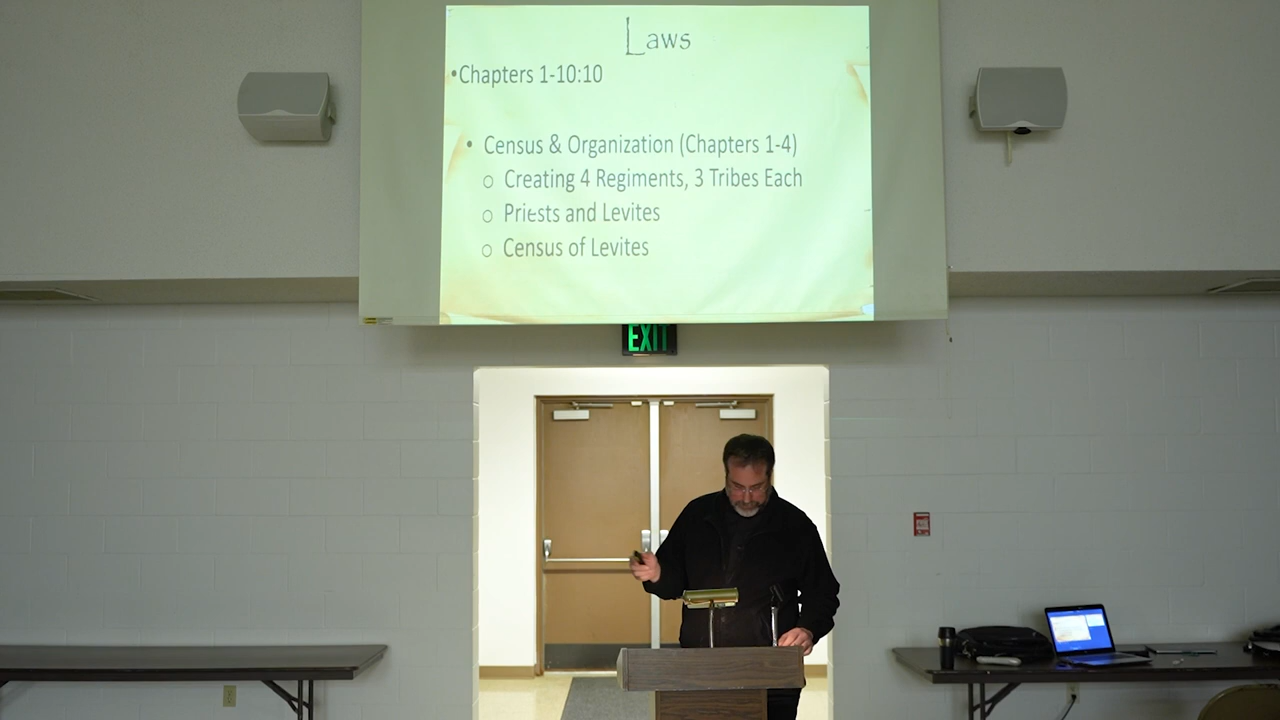 Laws
•Chapters 1-10:10
• Census & Organization (Chapters 1-4)
○ Creating 4 Regiments, 3 Tribes Each
○ Priests and Levites
○ Census of Levites
EXIT